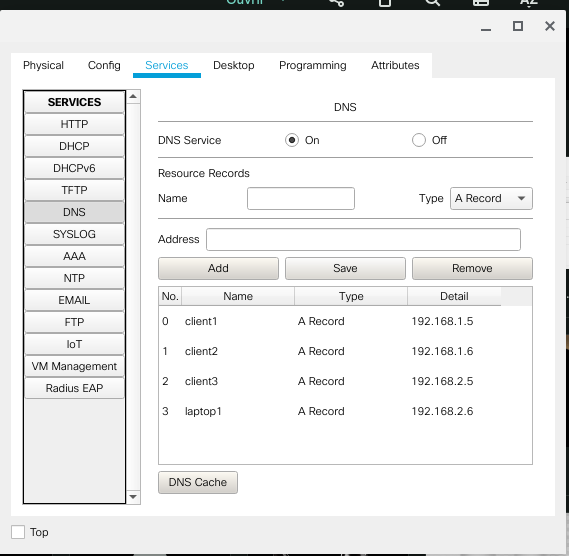 Ouvrir
AZ
Physical Config Services Desktop Programming Attributes
SERVICES
HTTP
DHCP
DHCPv6
TFTP
DNS
SYSLOG
AAA
NTP
EMAIL
FTP
IoT
VM Management
Radius EAP
DNS
DNS Service On Off
Resource Records
Name Type A Record
Address
Add Save Remove
No. Name Type Detail
0 client1 A Record 192.168.1.5
1 client2 A Record 192.168.1.6
2 client3 A Record 192.168.2.5
3 laptop1 A Record 192.168.2.6
DNS Cache
Top